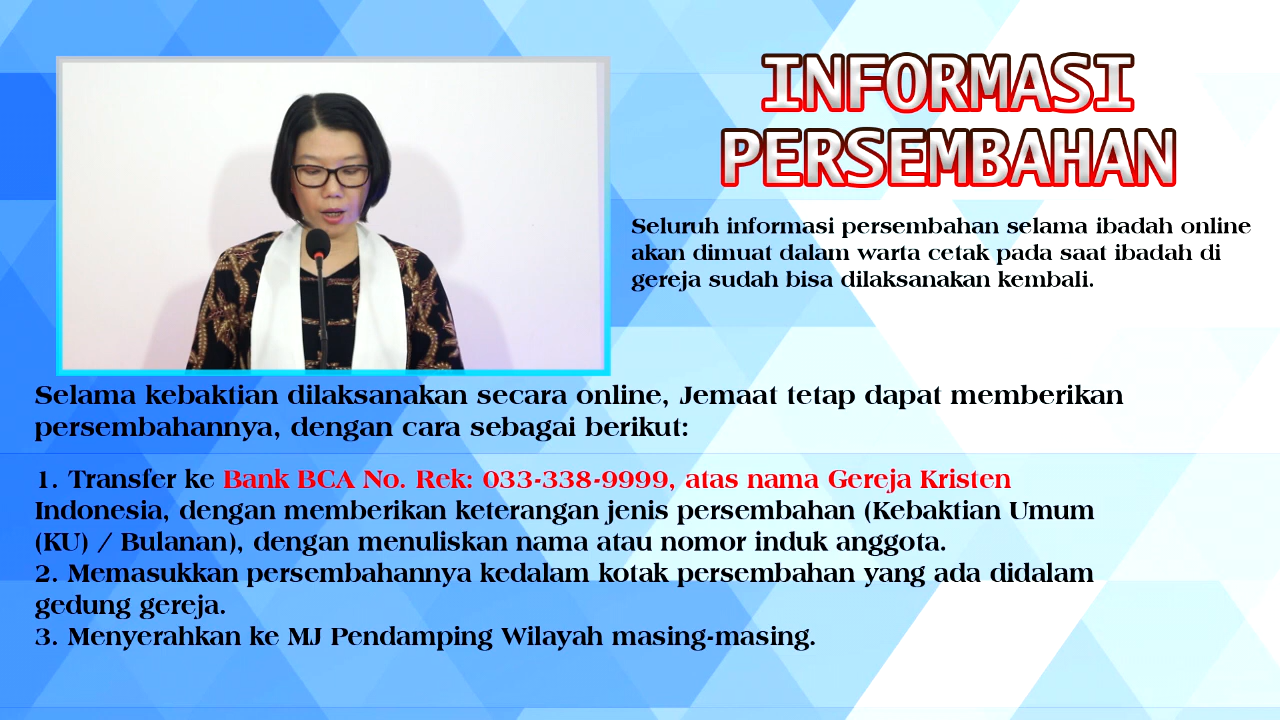 INFORMASI
PERSEMBAHAN
Seluruh informasi persembahan selama ibadah online
akan dimuat dalam warta cetak pada saat ibadah di
gereja sudah bisa dilaksanakan kembali.
Selama kebaktian dilaksanakan secara online, Jemaat tetap dapat memberikan
persembahannya, dengan cara sebagai berikut:
1. Transfer ke Bank BCA No. Rek: 033-338-9999, atas nama Gereja Kristen
Indonesia, dengan memberikan keterangan jenis persembahan (Kebaktian Umum
(KU) / Bulanan), dengan menuliskan nama atau nomor induk anggota.
2. Memasukkan persembahannya kedalam kotak persembahan yang ada didalam
gedung gereja.
3. Menyerahkan ke MJ Pendamping Wilayah masing-masing.